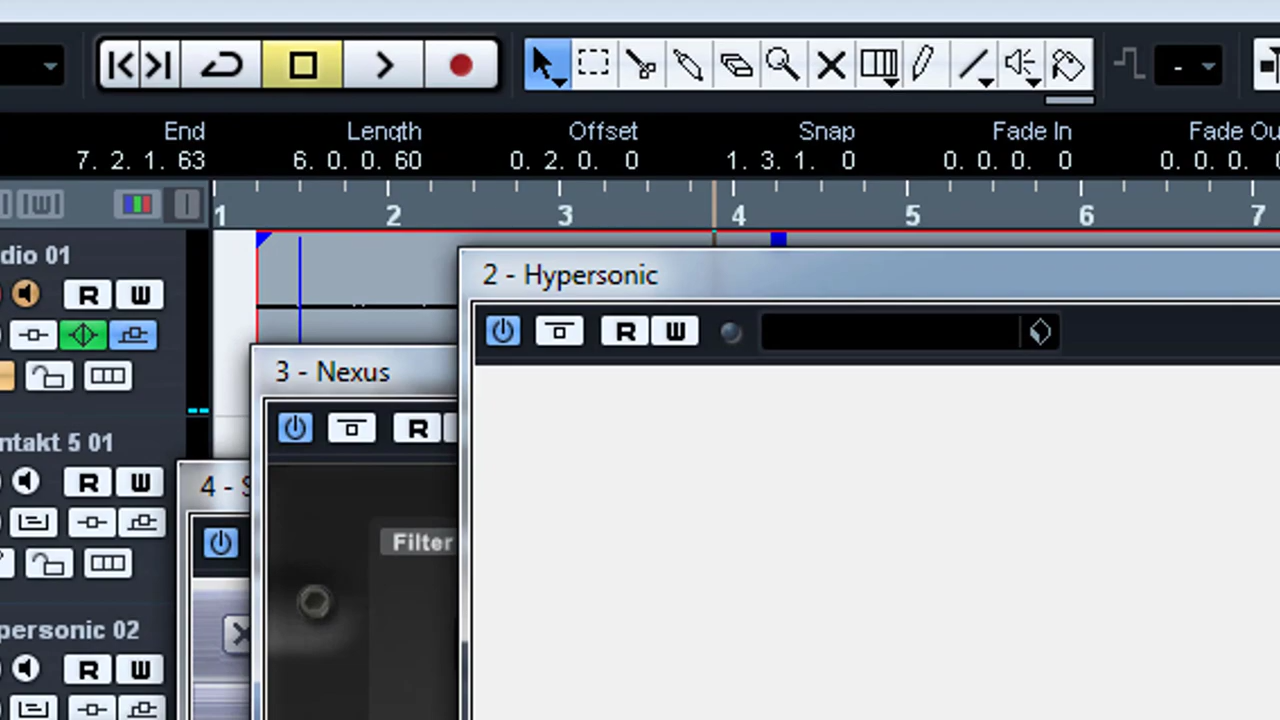 -
End Length Offset Snap Fade In Fade Ou
7. 2. 1. 63 6. 0. 0. 60 0. 2. 0. 0 1. 3. 1. 0 0. 0. 0. 0 0. 0. 0.
1 2 3 4 5 6 7
dio 01
R W
2 - Hypersonic
R W
3 - Nexus
R
ntakt 5 01
R W
4 - S
Filter
personic 02
R W